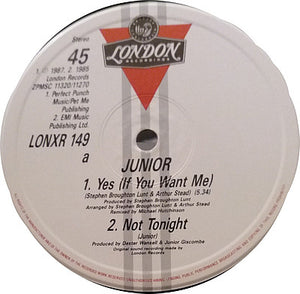 LONDON
RECORDINGS
Stereo
45
1. ℗ 1987. 2. 1985
London Records
2PMSC 11320/11270
1. Perfect Punch
Music/Pet Me
Publishing
2. EMI Music
Publishing Ltd.
LONXR 149
a
JUNIOR
1. Yes (If You Want Me)
(Stephen Broughton Lunt & Arthur Stead). (5.34)
Produced by Stephen Broughton Lunt
Arranged by Stephen Broughton Lunt & Arthur Stead
Remixed by Michael Hutchinson
2. Not Tonight
(Junior)
Produced by Dexter Wansell & Junior Giscombe
Original sound recording made by
London Records